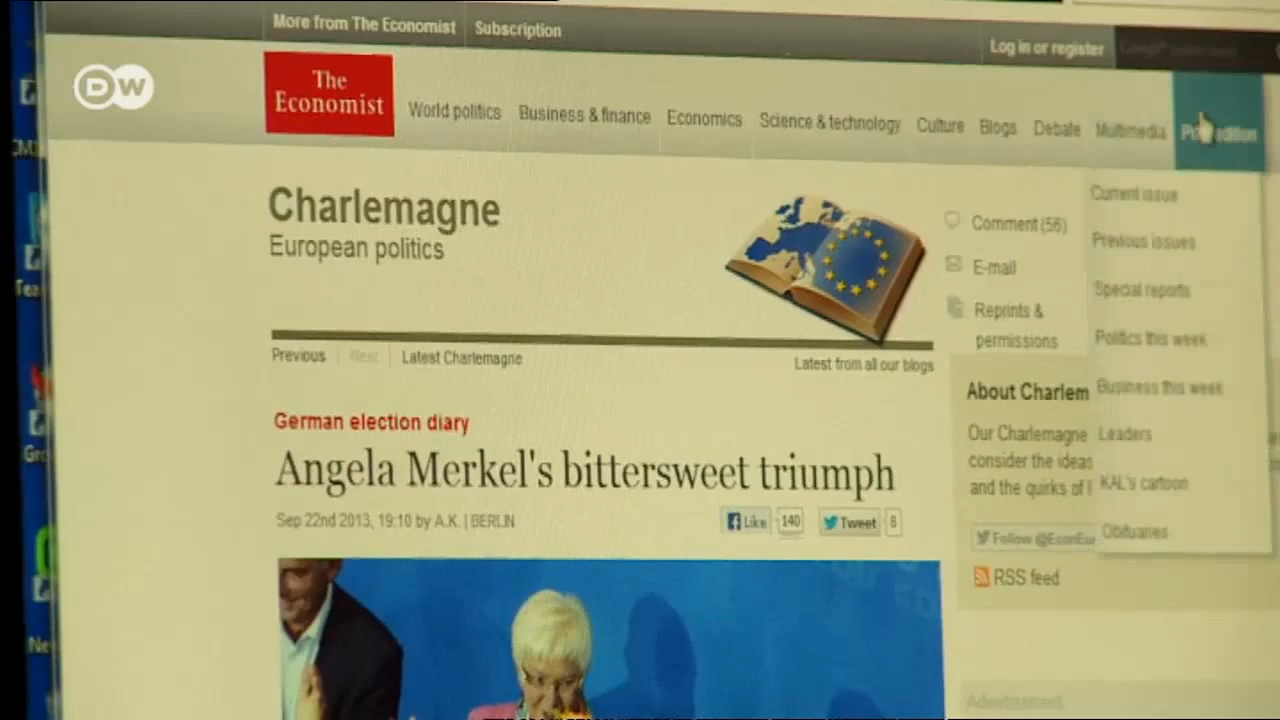 More from The Economist
Subscription
Log in or register
DW
The
Economist
World politics
Business & finance
Economics
Science & technology
Culture
Blogs
Debate
Multimedia
Charlemagne
European politics
Comment (56)
E-mail
Reprints &
permissions
Current issue
Previous issues
Special reports
Politics this week
Business this week
Leaders
KAL's cartoon
Obituaries
Previous
Next
Latest Charlemagne
Latest from all our blogs
German election diary
Angela Merkel's bittersweet triumph
Sep 22nd 2013, 19:10 by A.K. | BERLIN
Like 140
Tweet 8
About Charlem
Our Charlemagne
consider the ideas
and the quirks of
Follow @EconEur
RSS feed
Advertisement